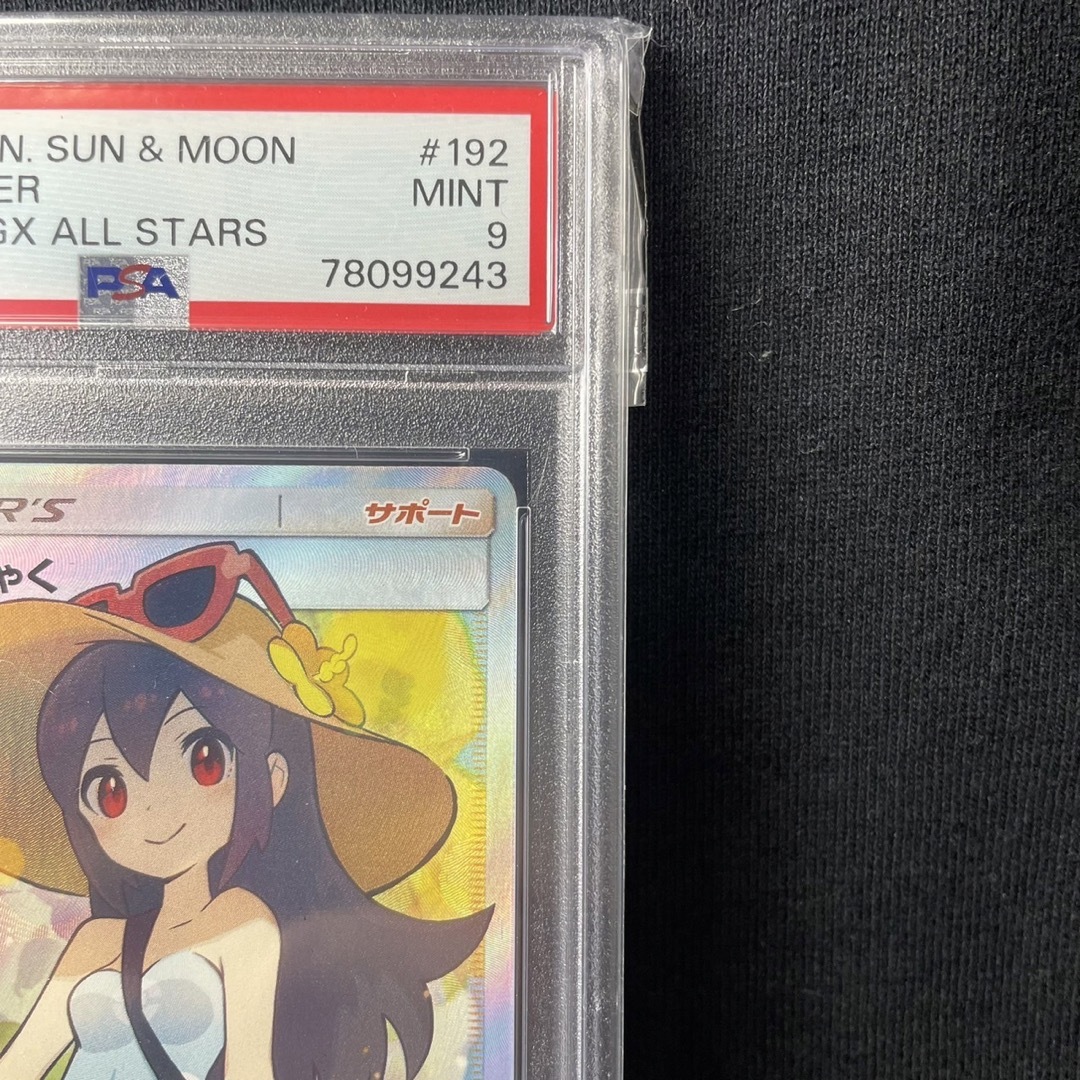 N. SUN & MOON #192
ER MINT
GX ALL STARS 9
PSA 78099243
R'S サポート
ゃく